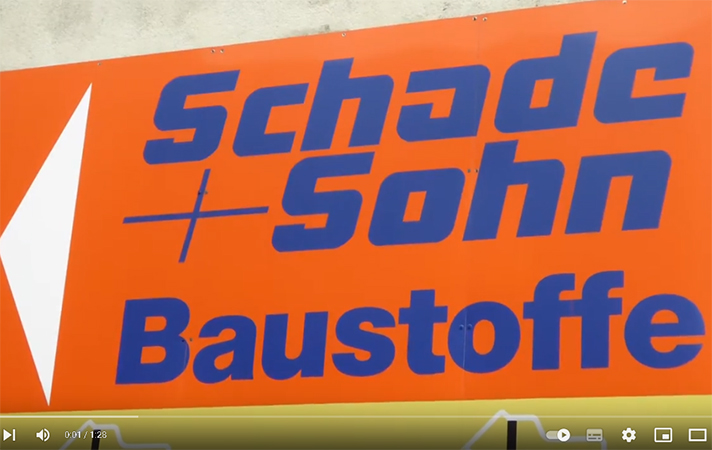 Schade
+Sohn
Baustoffe
0:01 / 1:28